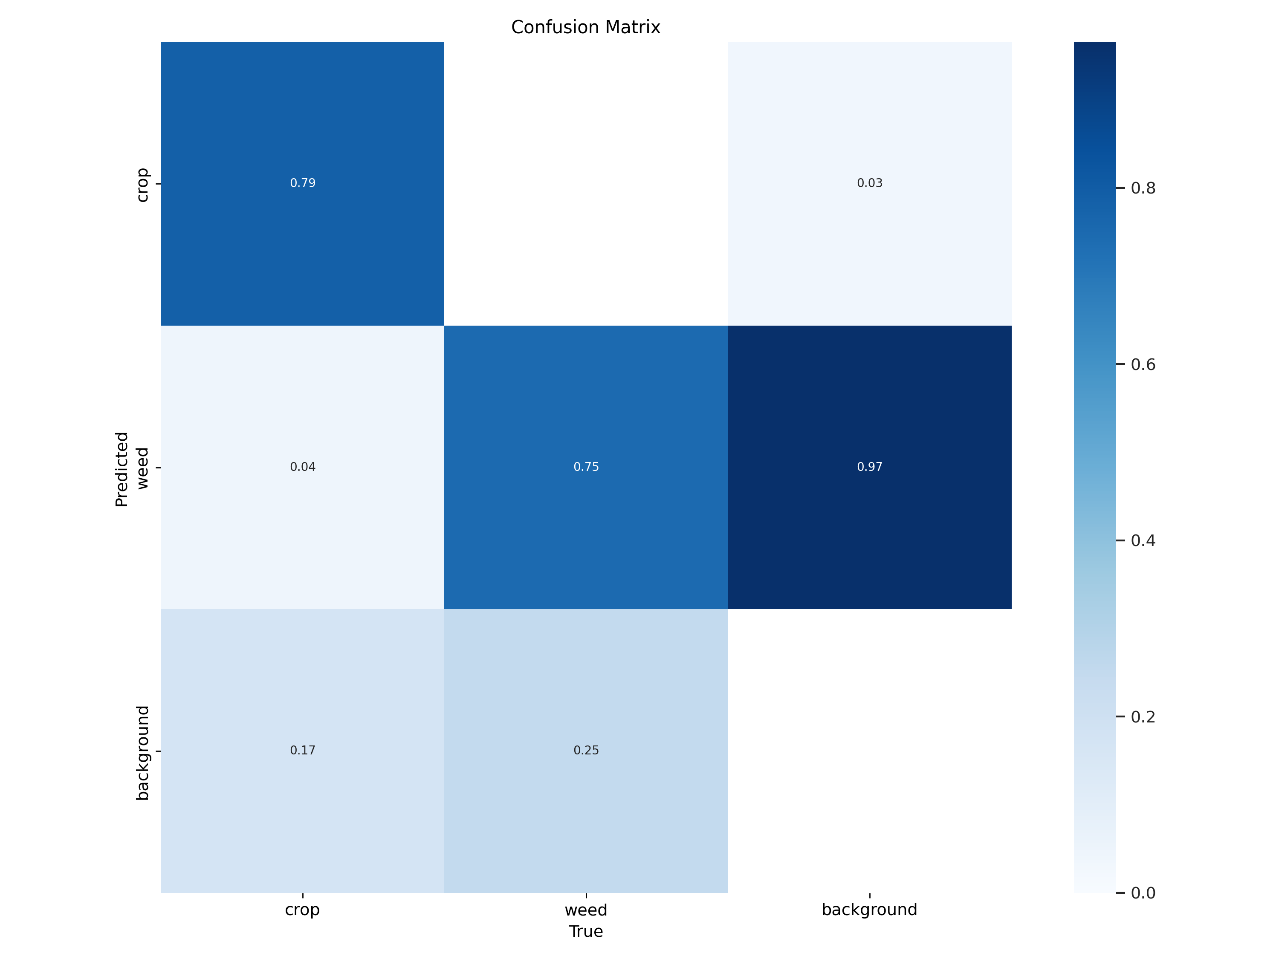 Confusion Matrix
crop
0.79
0.03
0.8
Predicted
weed
0.04
0.75
0.97
0.6
0.4
background
0.17
0.25
0.2
0.0
crop
weed
background
True